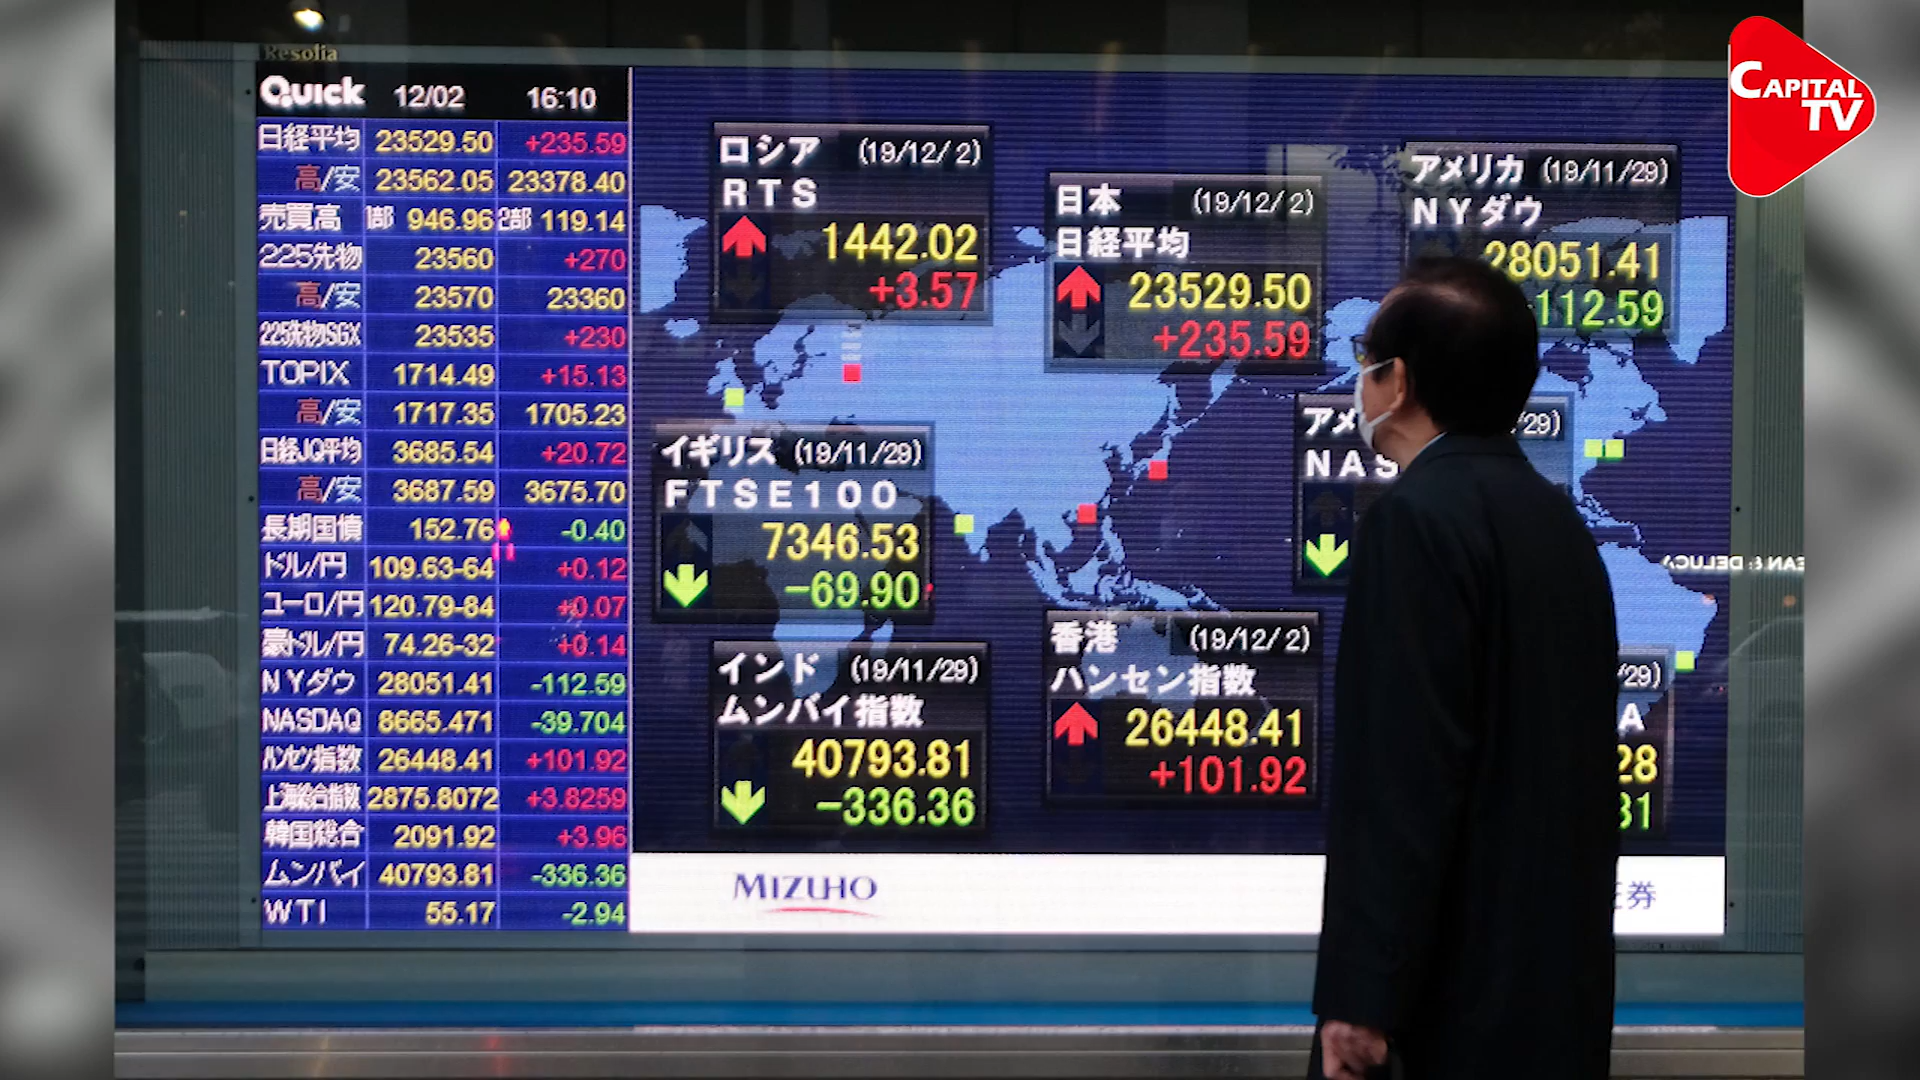 CAPITAL
TV
Resolia
Quick 12/02 16:10
日経平均 23529.50 +235.59
高/安 23562.05 23378.40
売買高 1部 946.96 2部 119.14
225先物 23560 +270
高/安 23570 23360
225先物SGX 23535 +230
TOPIX 1714.49 +15.13
高/安 1717.35 1705.23
日経JQ平均 3685.54 +20.72
高/安 3687.59 3675.70
長期国債 152.76 -0.40
ドル/円 109.63-64 +0.12
ユーロ/円 120.79-84 +0.07
豪ドル/円 74.26-32 +0.14
NYダウ 28051.41 -112.59
NASDAQ 8665.471 -39.704
ハンセン指数 26448.41 +101.92
上海総合指数 2875.8072 +3.8259
韓国総合 2091.92 +3.96
ムンバイ 40793.81 -336.36
WTI 55.17 -2.94
ロシア (19/12/ 2)
RTS
1442.02
+3.57
日本 (19/12/ 2)
日経平均
23529.50
+235.59
アメリカ (19/11/29)
NYダウ
28051.41
112.59
イギリス (19/11/29)
FTSE100
7346.53
-69.90
アメ /29)
NAS
インド (19/11/29)
ムンバイ指数
40793.81
-336.36
香港 (19/12/ 2)
ハンセン指数
26448.41
+101.92
/29)
A
28
31
MIZUHO
証券
EAN & DELUCA